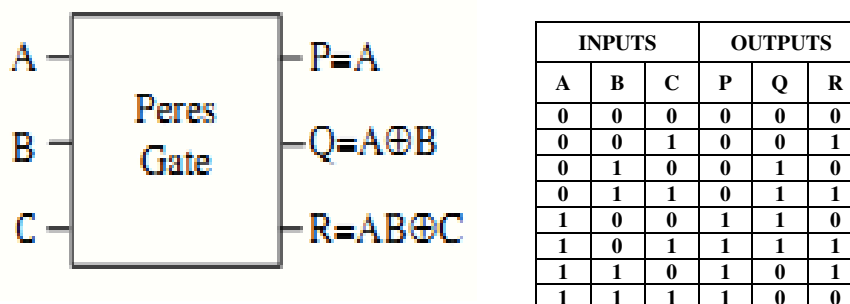 A
B
C
Peres
Gate
P=A
Q=A⊕B
R=AB⊕C
INPUTS OUTPUTS
A B C P Q R
0 0 0 0 0 0
0 0 1 0 0 1
0 1 0 0 1 0
0 1 1 0 1 1
1 0 0 1 1 0
1 0 1 1 1 1
1 1 0 1 0 1
1 1 1 1 0 0